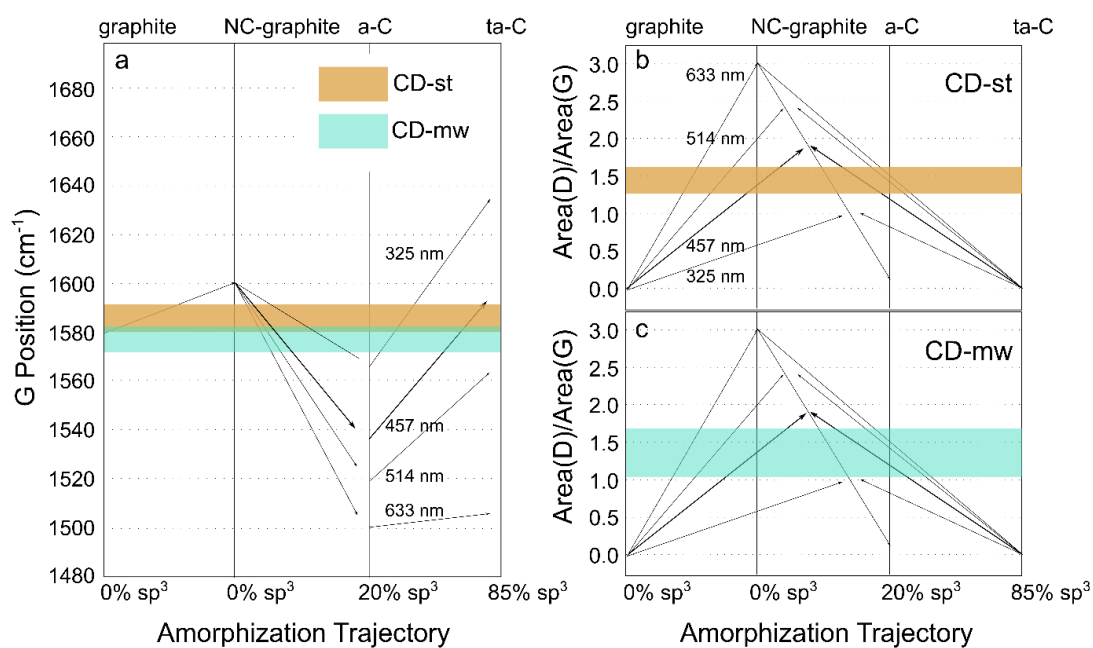 graphite NC-graphite a-C ta-C
a
CD-st
CD-mw
1680
1660
1640
1620
1600
1580
1560
1540
1520
1500
1480
G Position (cm⁻¹)
325 nm
457 nm
514 nm
633 nm
0% sp³ 0% sp³ 20% sp³ 85% sp³
Amorphization Trajectory
graphite NC-graphite a-C ta-C
b
CD-st
3.0
2.5
2.0
1.5
1.0
0.5
0.0
Area(D)/Area(G)
633 nm
514 nm
457 nm
325 nm
c
CD-mw
3.0
2.5
2.0
1.5
1.0
0.5
0.0
Area(D)/Area(G)
0% sp³ 0% sp³ 20% sp³ 85% sp³
Amorphization Trajectory